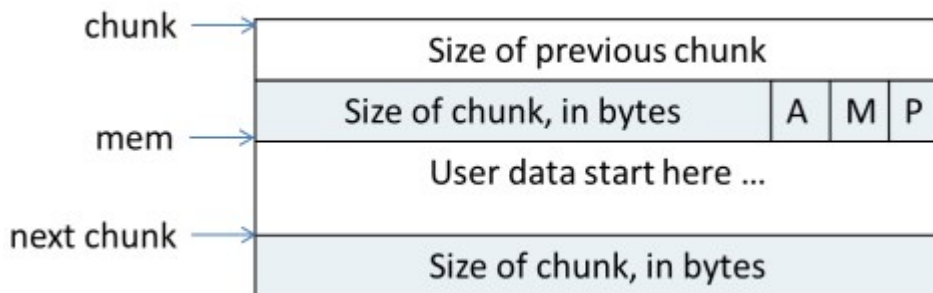 chunk
Size of previous chunk
Size of chunk, in bytes A M P
mem
User data start here ...
next chunk
Size of chunk, in bytes